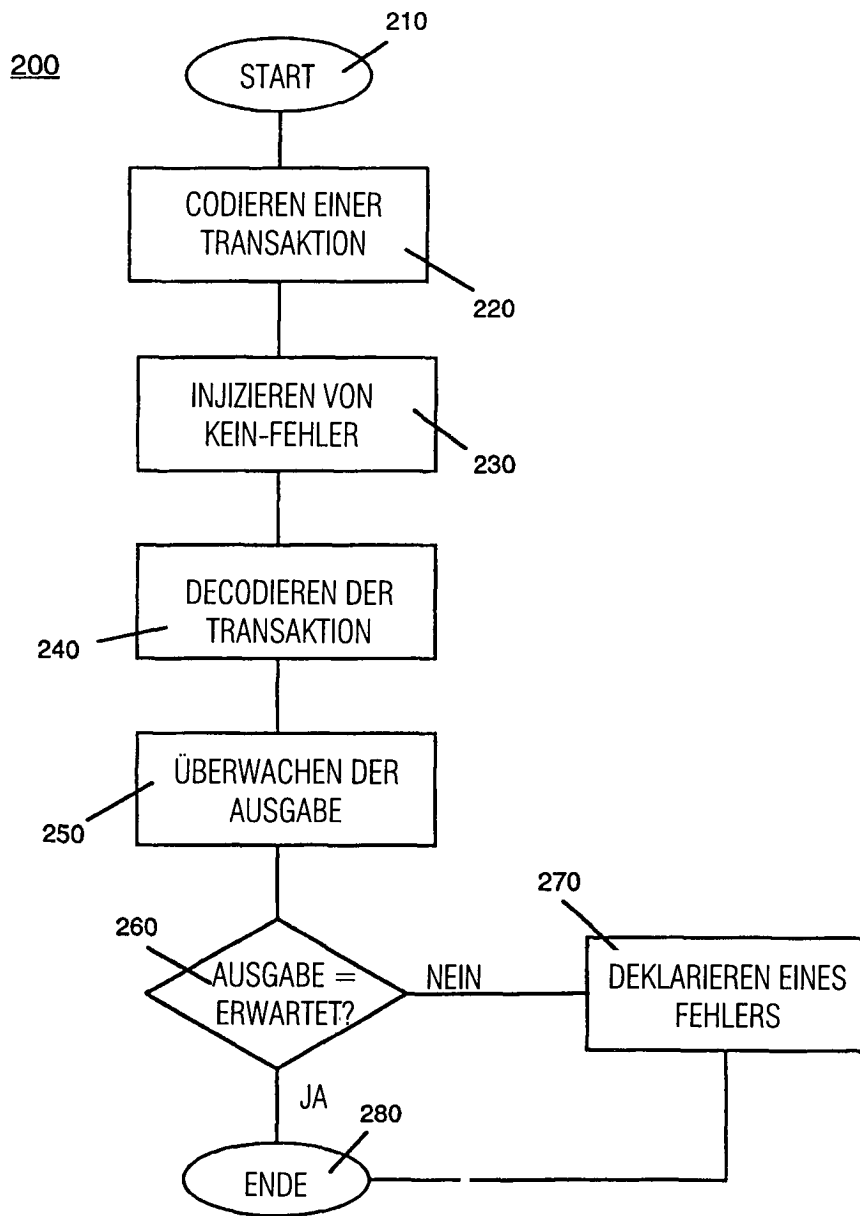 200
210
START
CODIEREN EINER
TRANSAKTION
220
INJIZIEREN VON
KEIN-FEHLER
230
DECODIEREN DER
TRANSAKTION
240
ÜBERWACHEN DER
AUSGABE
250
260
AUSGABE =
ERWARTET?
NEIN
270
DEKLARIEREN EINES
FEHLERS
JA
280
ENDE